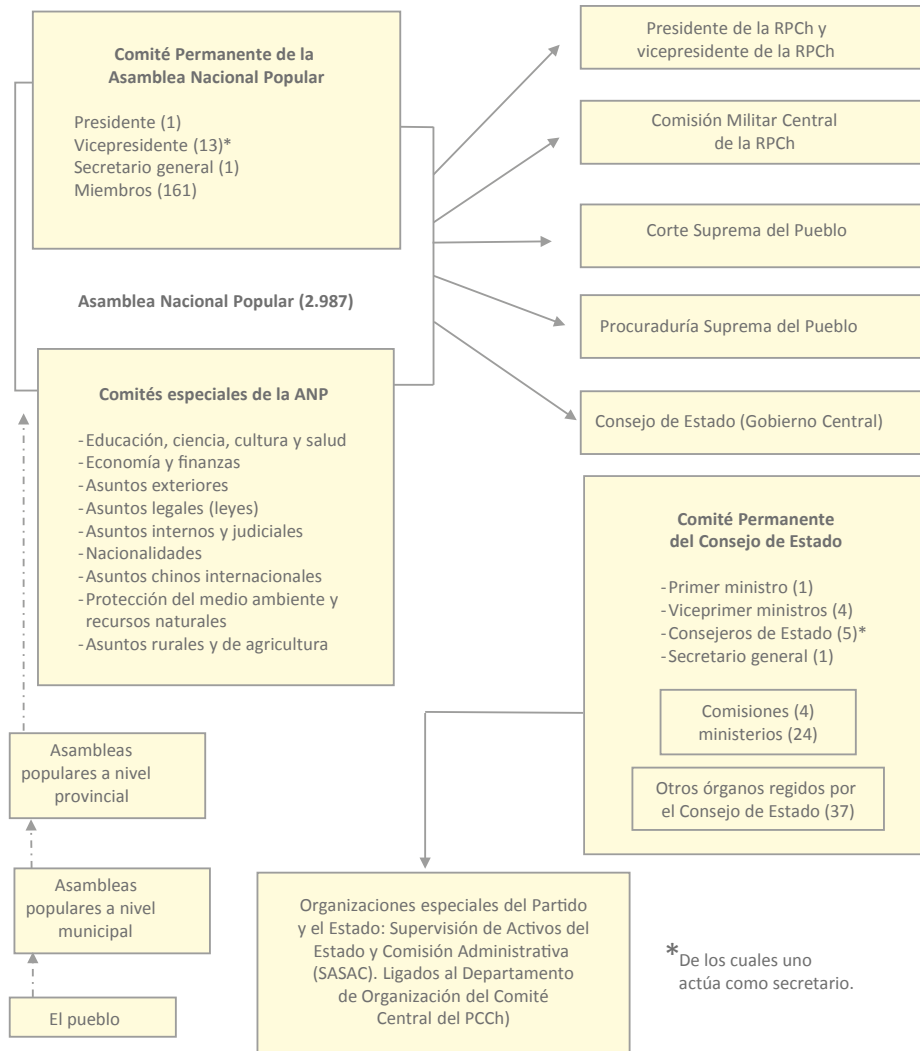 Comité Permanente de la
Asamblea Nacional Popular
Presidente (1)
Vicepresidente (13)*
Secretario general (1)
Miembros (161)
Asamblea Nacional Popular (2.987)
Comités especiales de la ANP
- Educación, ciencia, cultura y salud
- Economía y finanzas
- Asuntos exteriores
- Asuntos legales (leyes)
- Asuntos internos y judiciales
- Nacionalidades
- Asuntos chinos internacionales
- Protección del medio ambiente y
recursos naturales
- Asuntos rurales y de agricultura
Asambleas
populares a nivel
provincial
Asambleas
populares a nivel
municipal
El pueblo
Presidente de la RPCh y
vicepresidente de la RPCh
Comisión Militar Central
de la RPCh
Corte Suprema del Pueblo
Procuraduría Suprema del Pueblo
Consejo de Estado (Gobierno Central)
Comité Permanente
del Consejo de Estado
- Primer ministro (1)
- Viceprimer ministros (4)
- Consejeros de Estado (5)*
- Secretario general (1)
Comisiones (4)
ministerios (24)
Otros órganos regidos por
el Consejo de Estado (37)
Organizaciones especiales del Partido
y el Estado: Supervisión de Activos del
Estado y Comisión Administrativa
(SASAC). Ligados al Departamento
de Organización del Comité
Central del PCCh)
*De los cuales uno
actúa como secretario.